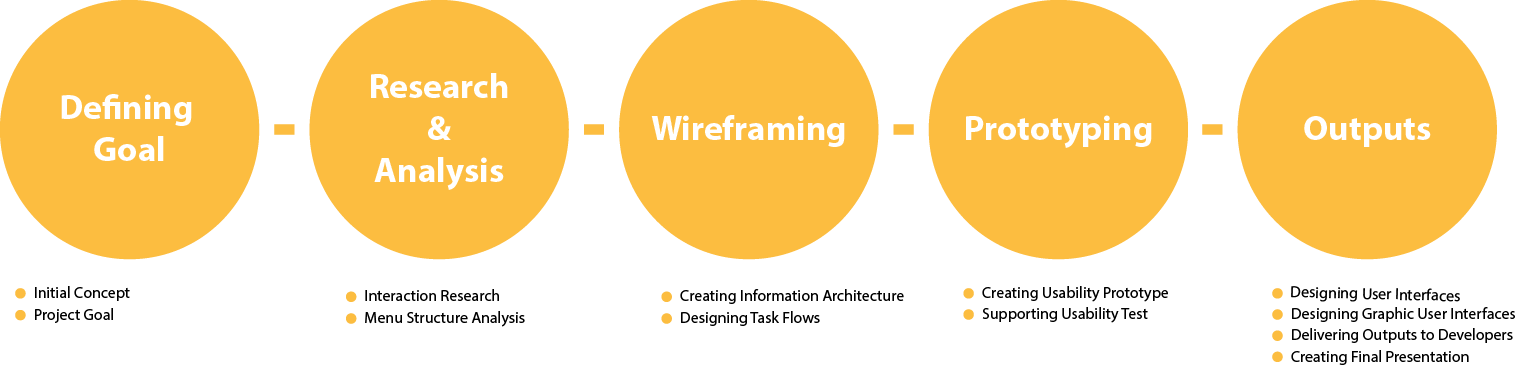 Defining
Goal
Research
&
Analysis
Wireframing
Prototyping
Outputs
Initial Concept
Project Goal
Interaction Research
Menu Structure Analysis
Creating Information Architecture
Designing Task Flows
Creating Usability Prototype
Supporting Usability Test
Designing User Interfaces
Designing Graphic User Interfaces
Delivering Outputs to Developers
Creating Final Presentation